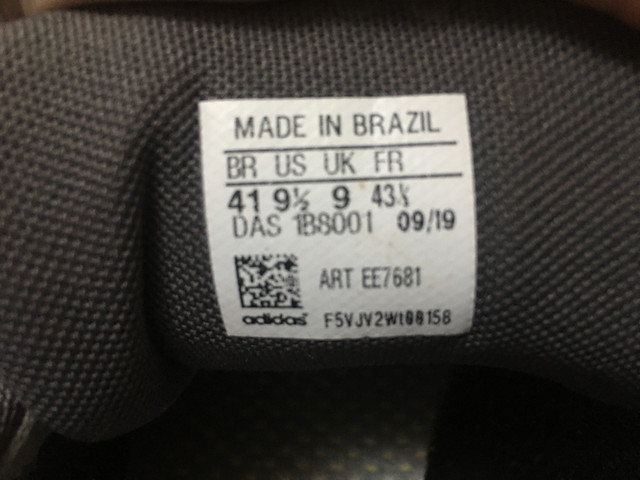 MADE IN BRAZIL
BR US UK FR
41 9½ 9 43⅓
DAS 1B8001 09/19
ART EE7681
adidas F5VJV2Wt00158